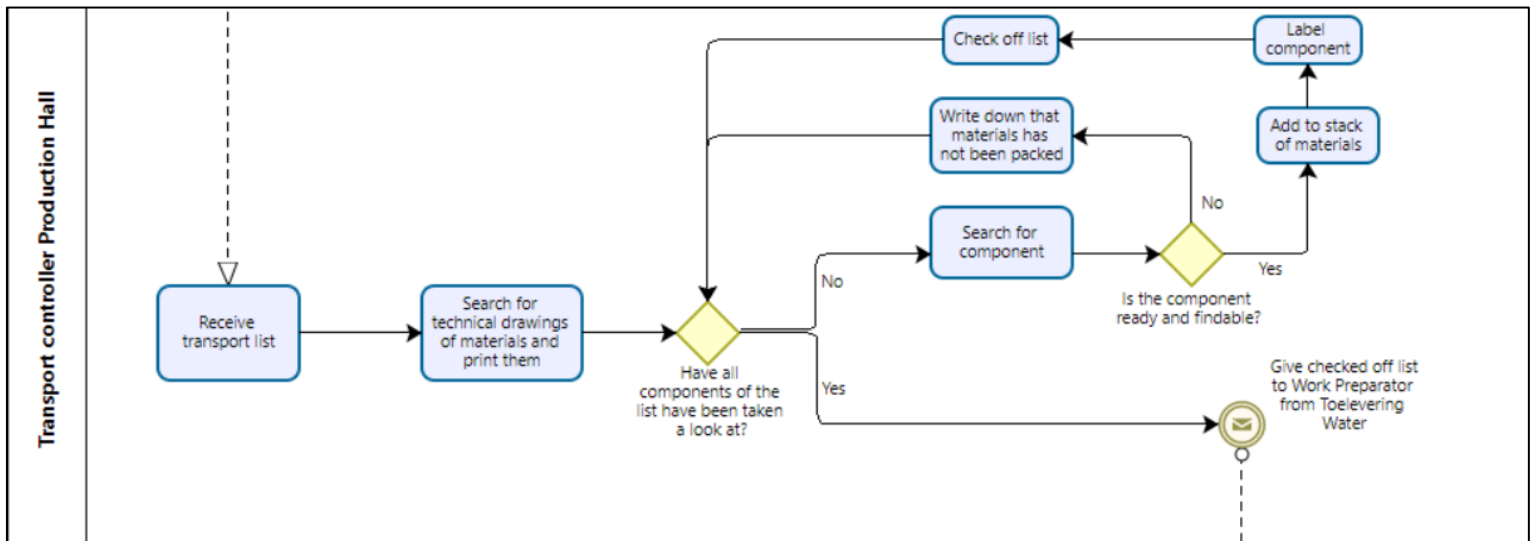 Transport controller Production Hall
Receive
transport list
Search for
technical drawings
of materials and
print them
Have all
components of the
list have been taken
a look at?
No
Yes
Search for
component
Is the component
ready and findable?
No
Yes
Write down that
materials has
not been packed
Add to stack
of materials
Label
component
Check off list
Give checked off list
to Work Preparator
from Toelevering
Water